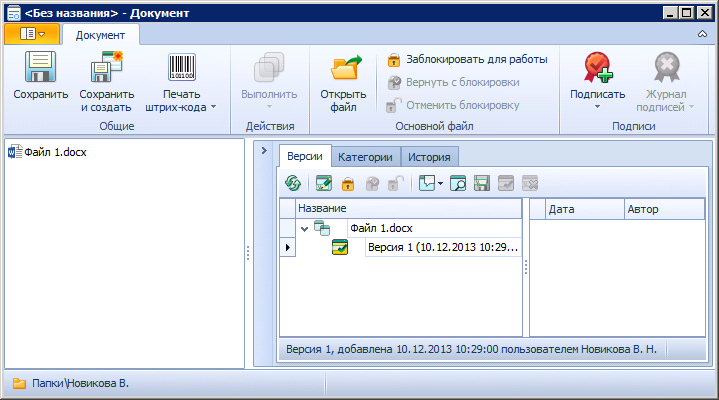 <Без названия> - Документ
Документ
Сохранить
Сохранить
и создать
Печать
штрих-кода
Общие
Выполнить
Действия
Открыть
файл
Заблокировать для работы
Вернуть с блокировки
Отменить блокировку
Основной файл
Подписать
Журнал
подписей
Подписи
Файл 1.docx
Версии
Категории
История
Название
Файл 1.docx
Версия 1 (10.12.2013 10:29...
Дата
Автор
Версия 1, добавлена 10.12.2013 10:29:00 пользователем Новикова В. Н.
Папки\Новикова В.